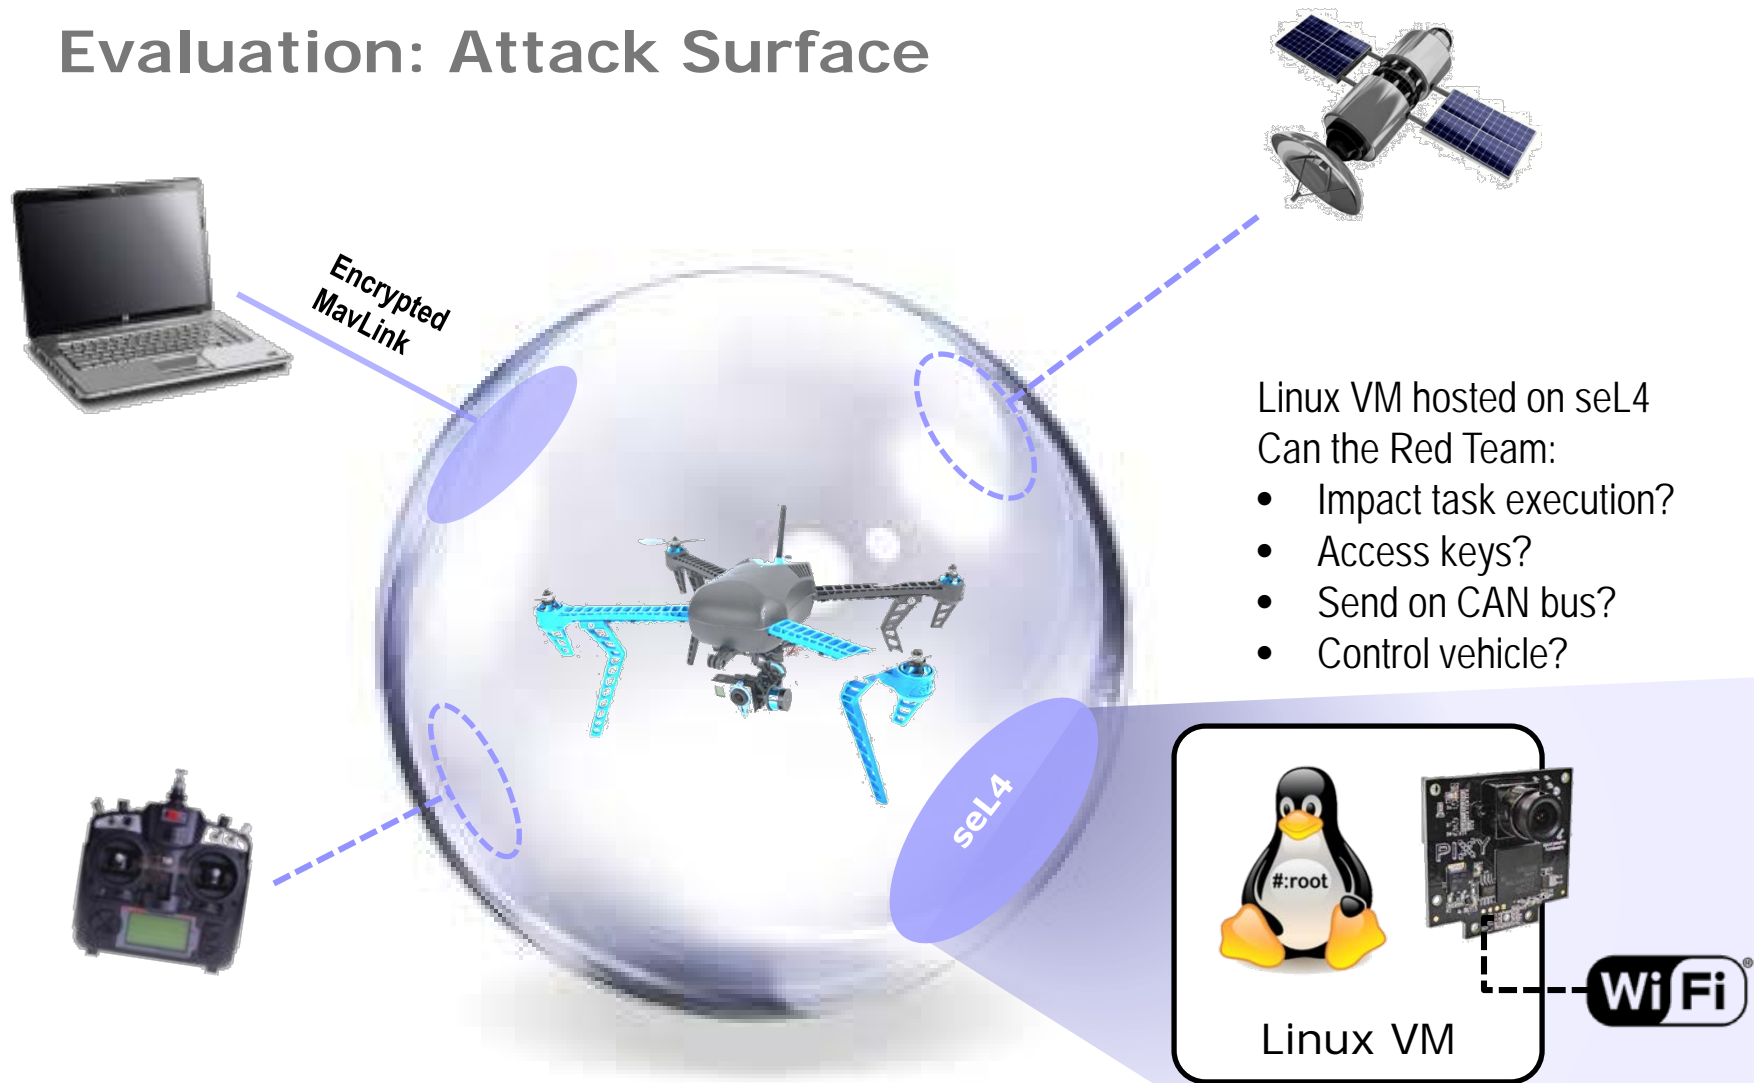 Evaluation: Attack Surface
Encrypted
MavLink
Linux VM hosted on seL4
Can the Red Team:
• Impact task execution?
• Access keys?
• Send on CAN bus?
• Control vehicle?
seL4
#:root
PIXY
WiFi®
Linux VM